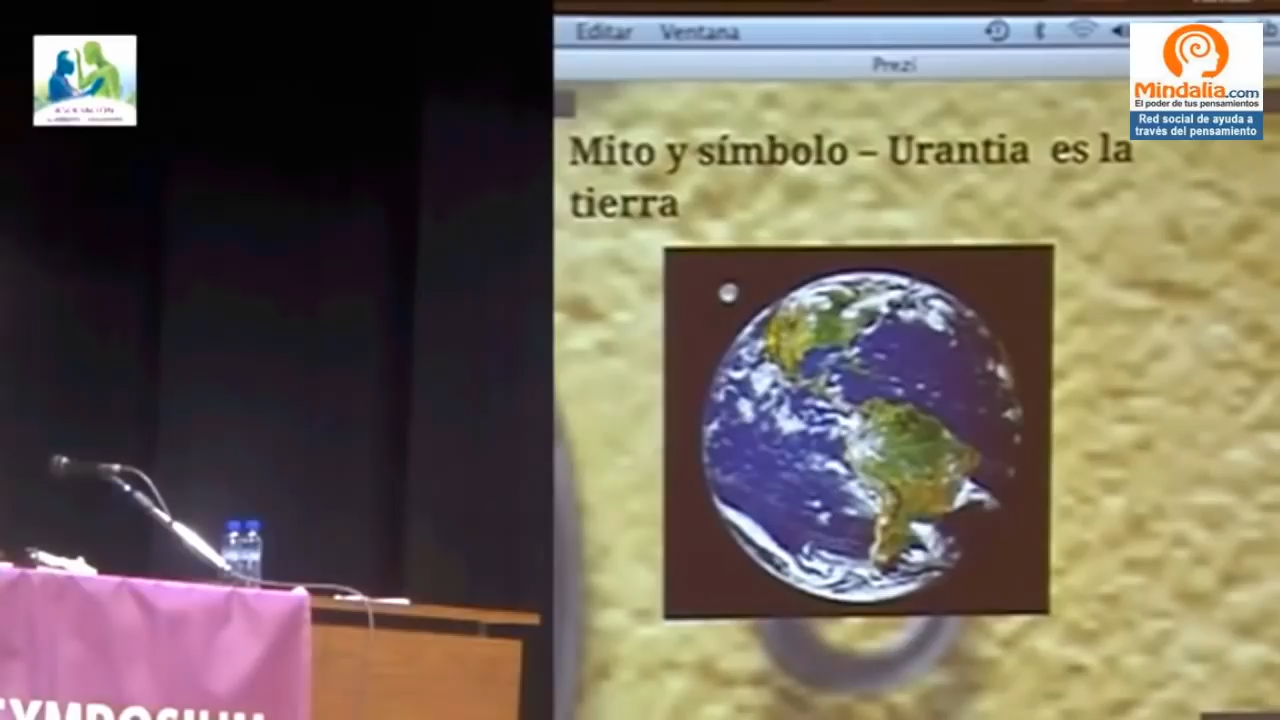 Editar Ventana
Prezi
Mindalia.com
El poder de tus pensamientos
Red social de ayuda a
través del pensamiento
Mito y símbolo – Urantia es la
tierra
SYMPOSIUM